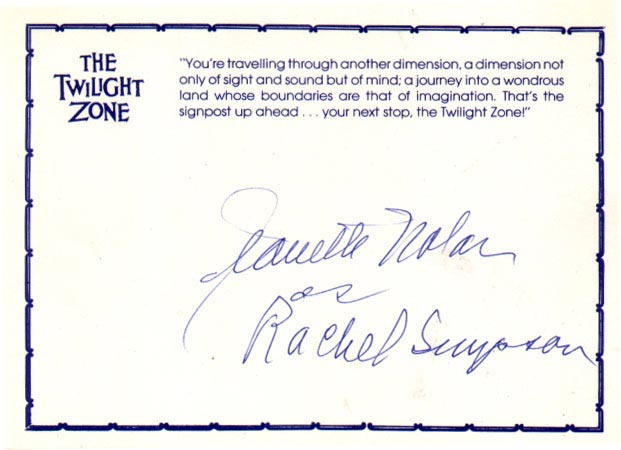 THE
TWILIGHT
ZONE
"You're travelling through another dimension, a dimension not
only of sight and sound but of mind; a journey into a wondrous
land whose boundaries are that of imagination. That's the
signpost up ahead . . . your next stop, the Twilight Zone!"
Jeanette Nolan
as
Rachel Simpson